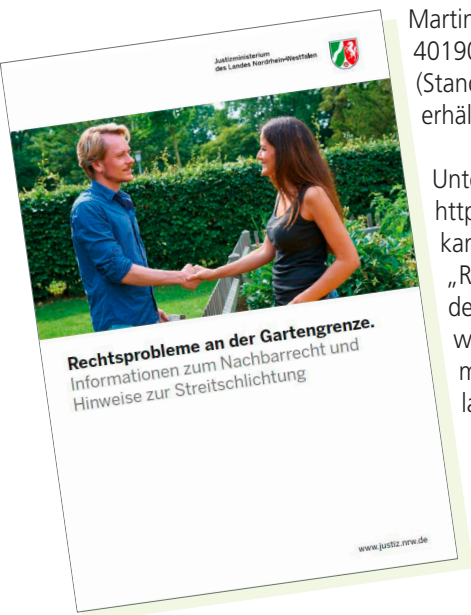 Justizministerium
des Landes Nordrhein-Westfalen
Rechtsprobleme an der Gartengrenze.
Informationen zum Nachbarrecht und
Hinweise zur Streitschlichtung
www.justiz.nrw.de
Martin
40190
(Stand
erhäl
Unte
http
kan
„R
de
w
m
la